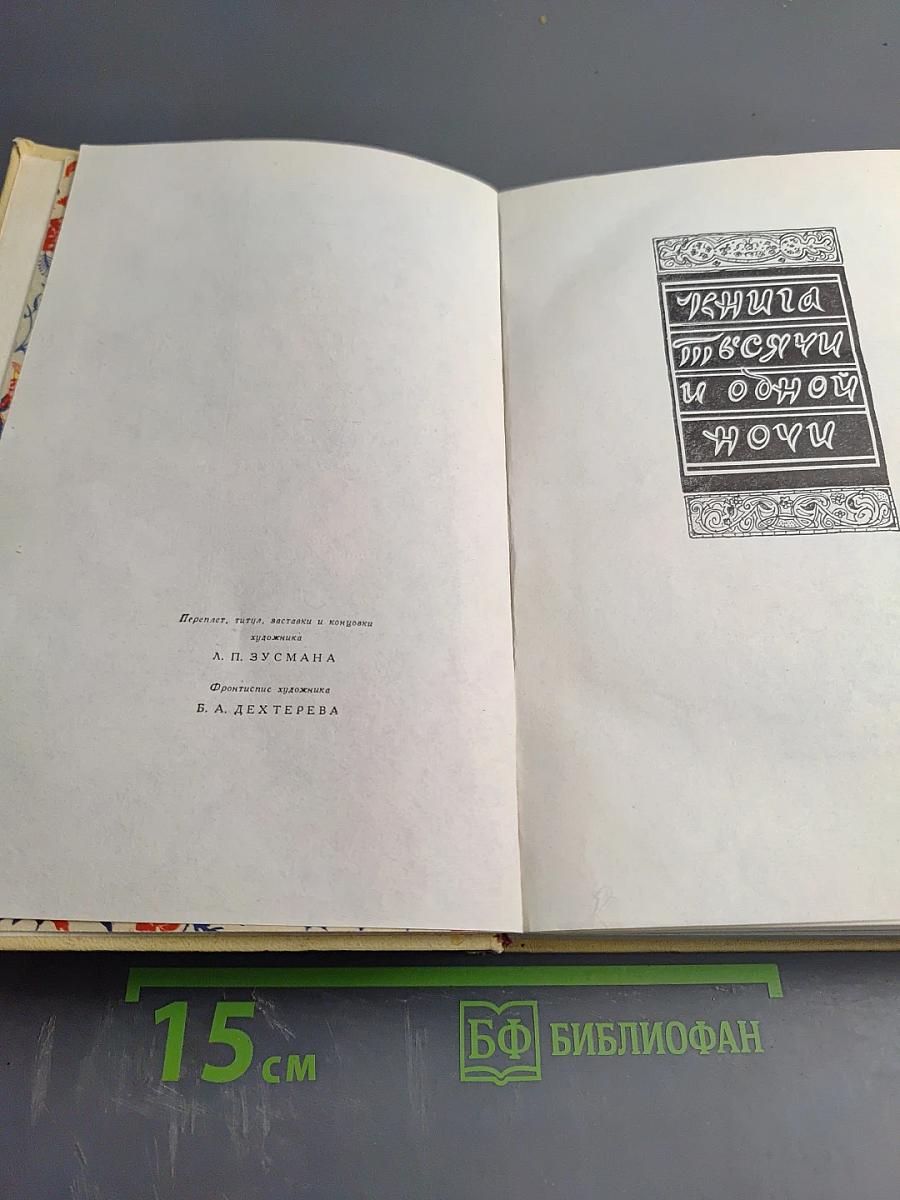 Переплет, титул, заставки и концовки
художника
Л. П. ЗУСМАНА
Фронтиспис художника
Б. А. ДЕХТЕРЕВА
КНИГА
ТЫСЯЧИ
И ОДНОЙ
НОЧИ
15 см
БФ БИБЛИОФАН